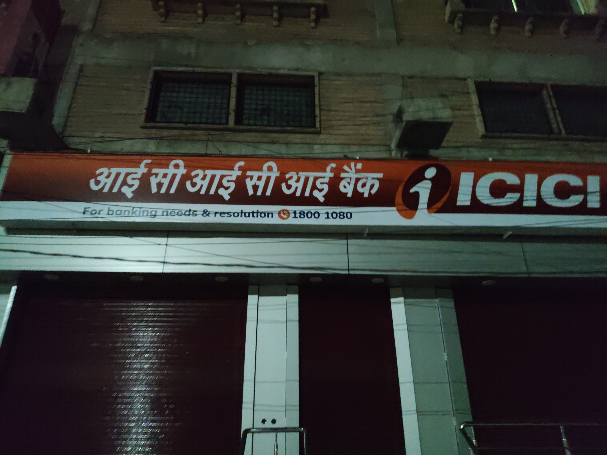 आई सी आई सी आई बैंक i ICICI
For banking needs & resolution 1800 1080